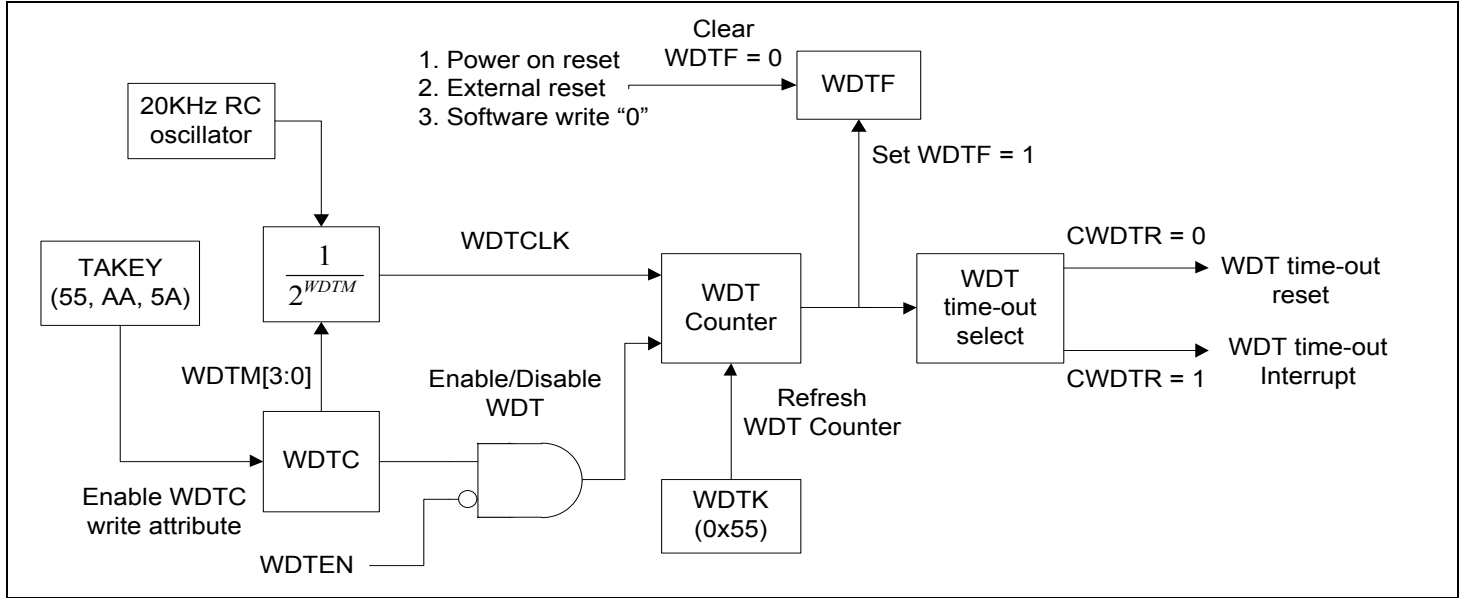 Clear
WDTF = 0
1. Power on reset
2. External reset
3. Software write “0”
WDTF
20KHz RC
oscillator
Set WDTF = 1
TAKEY
(55, AA, 5A)
1
2^WDTM
WDTCLK
WDT
Counter
WDT
time-out
select
CWDTR = 0
WDT time-out
reset
WDT time-out
Interrupt
CWDTR = 1
WDTM[3:0]
Enable/Disable
WDT
Refresh
WDT Counter
WDTC
Enable WDTC
write attribute
WDTK
(0x55)
WDTEN